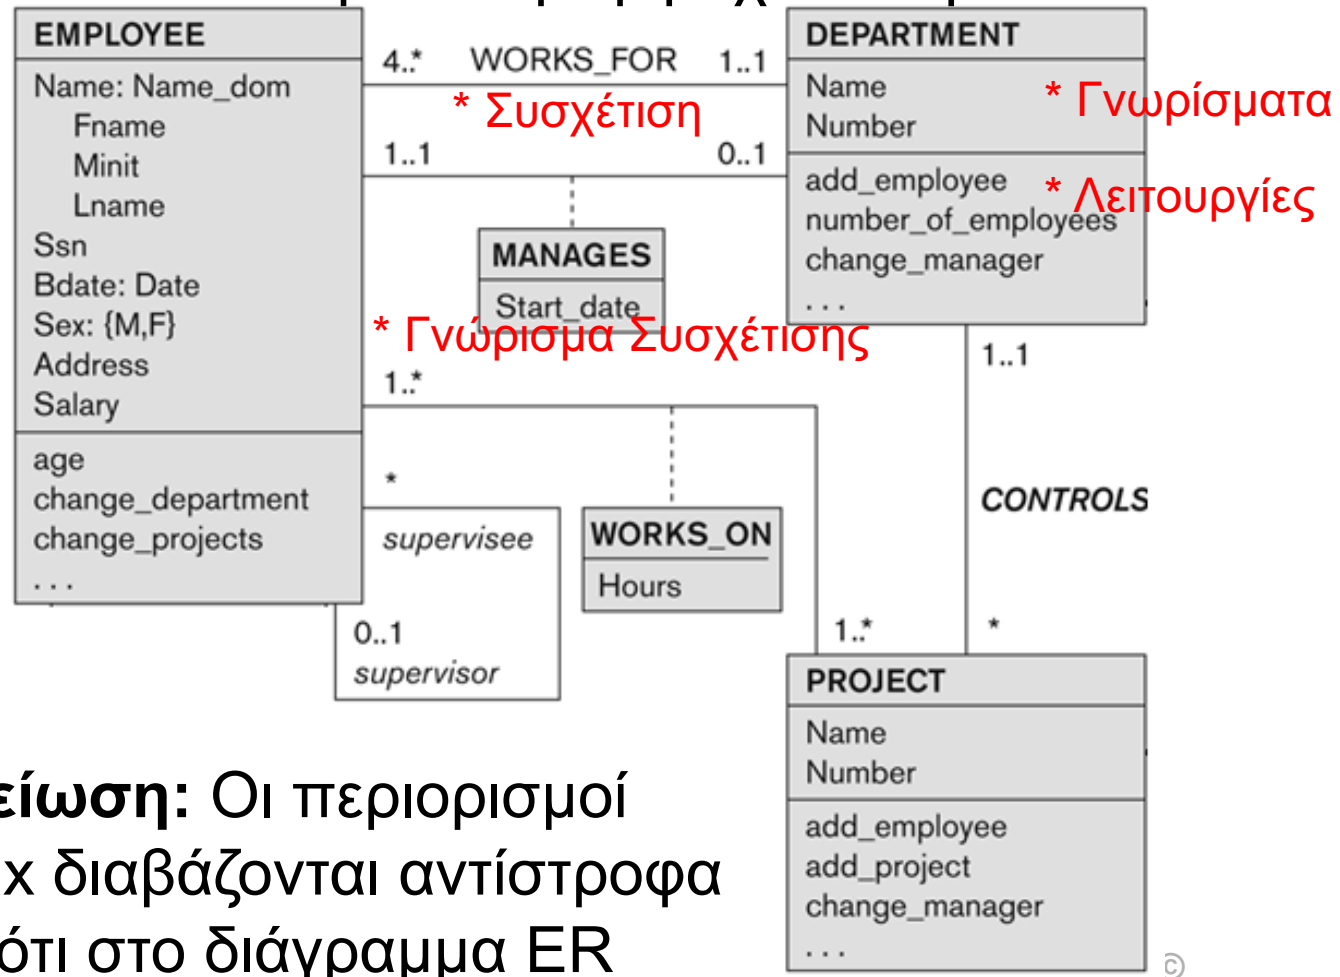 EMPLOYEE
Name: Name_dom
Fname
Minit
Lname
Ssn
Bdate: Date
Sex: {M,F}
Address
Salary
age
change_department
change_projects
. . .
4..* WORKS_FOR 1..1
* Συσχέτιση
1..1 0..1
MANAGES
Start_date
* Γνώρισμα Συσχέτισης
DEPARTMENT
Name
Number
* Γνωρίσματα
add_employee
number_of_employees
change_manager
. . .
* Λειτουργίες
1..*
1..1
*
supervisee
WORKS_ON
Hours
CONTROLS
0..1
supervisor
1..*
*
PROJECT
Name
Number
add_employee
add_project
change_manager
. . .
είωση: Οι περιορισμοί
x διαβάζονται αντίστροφα
ότι στο διάγραμμα ER
©